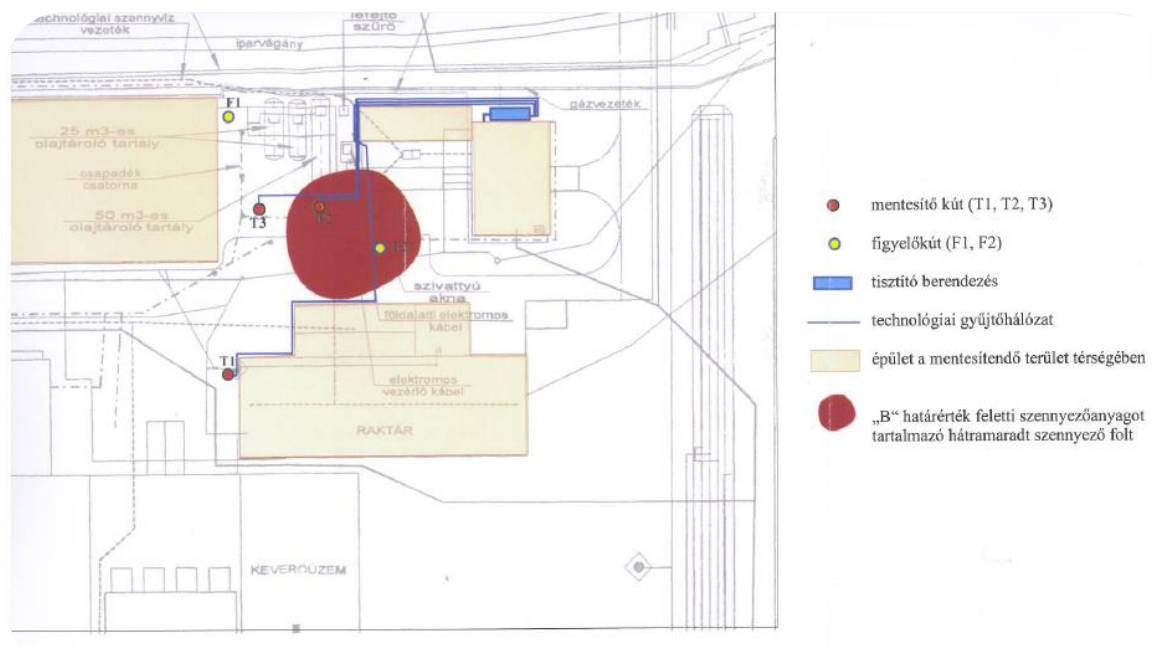 technológiai szennyvíz
vezeték
lefejtő
szűrő
iparvágány
gázvezeték
F1
25 m3-es
olajtároló tartály
csapadék
csatorna
50 m3-es
olajtároló tartály
T3
T2
szivattyú
akna
földalatti elektromos
kábel
T1
elektromos
vezérlő kábel
RAKTÁR
KEVERŐÜZEM
mentesítő kút (T1, T2, T3)
figyelőkút (F1, F2)
tisztító berendezés
technológiai gyűjtőhálózat
épület a mentesítendő terület térségében
„B“ határérték feletti szennyezőanyagot
tartalmazó hátramaradt szennyező folt